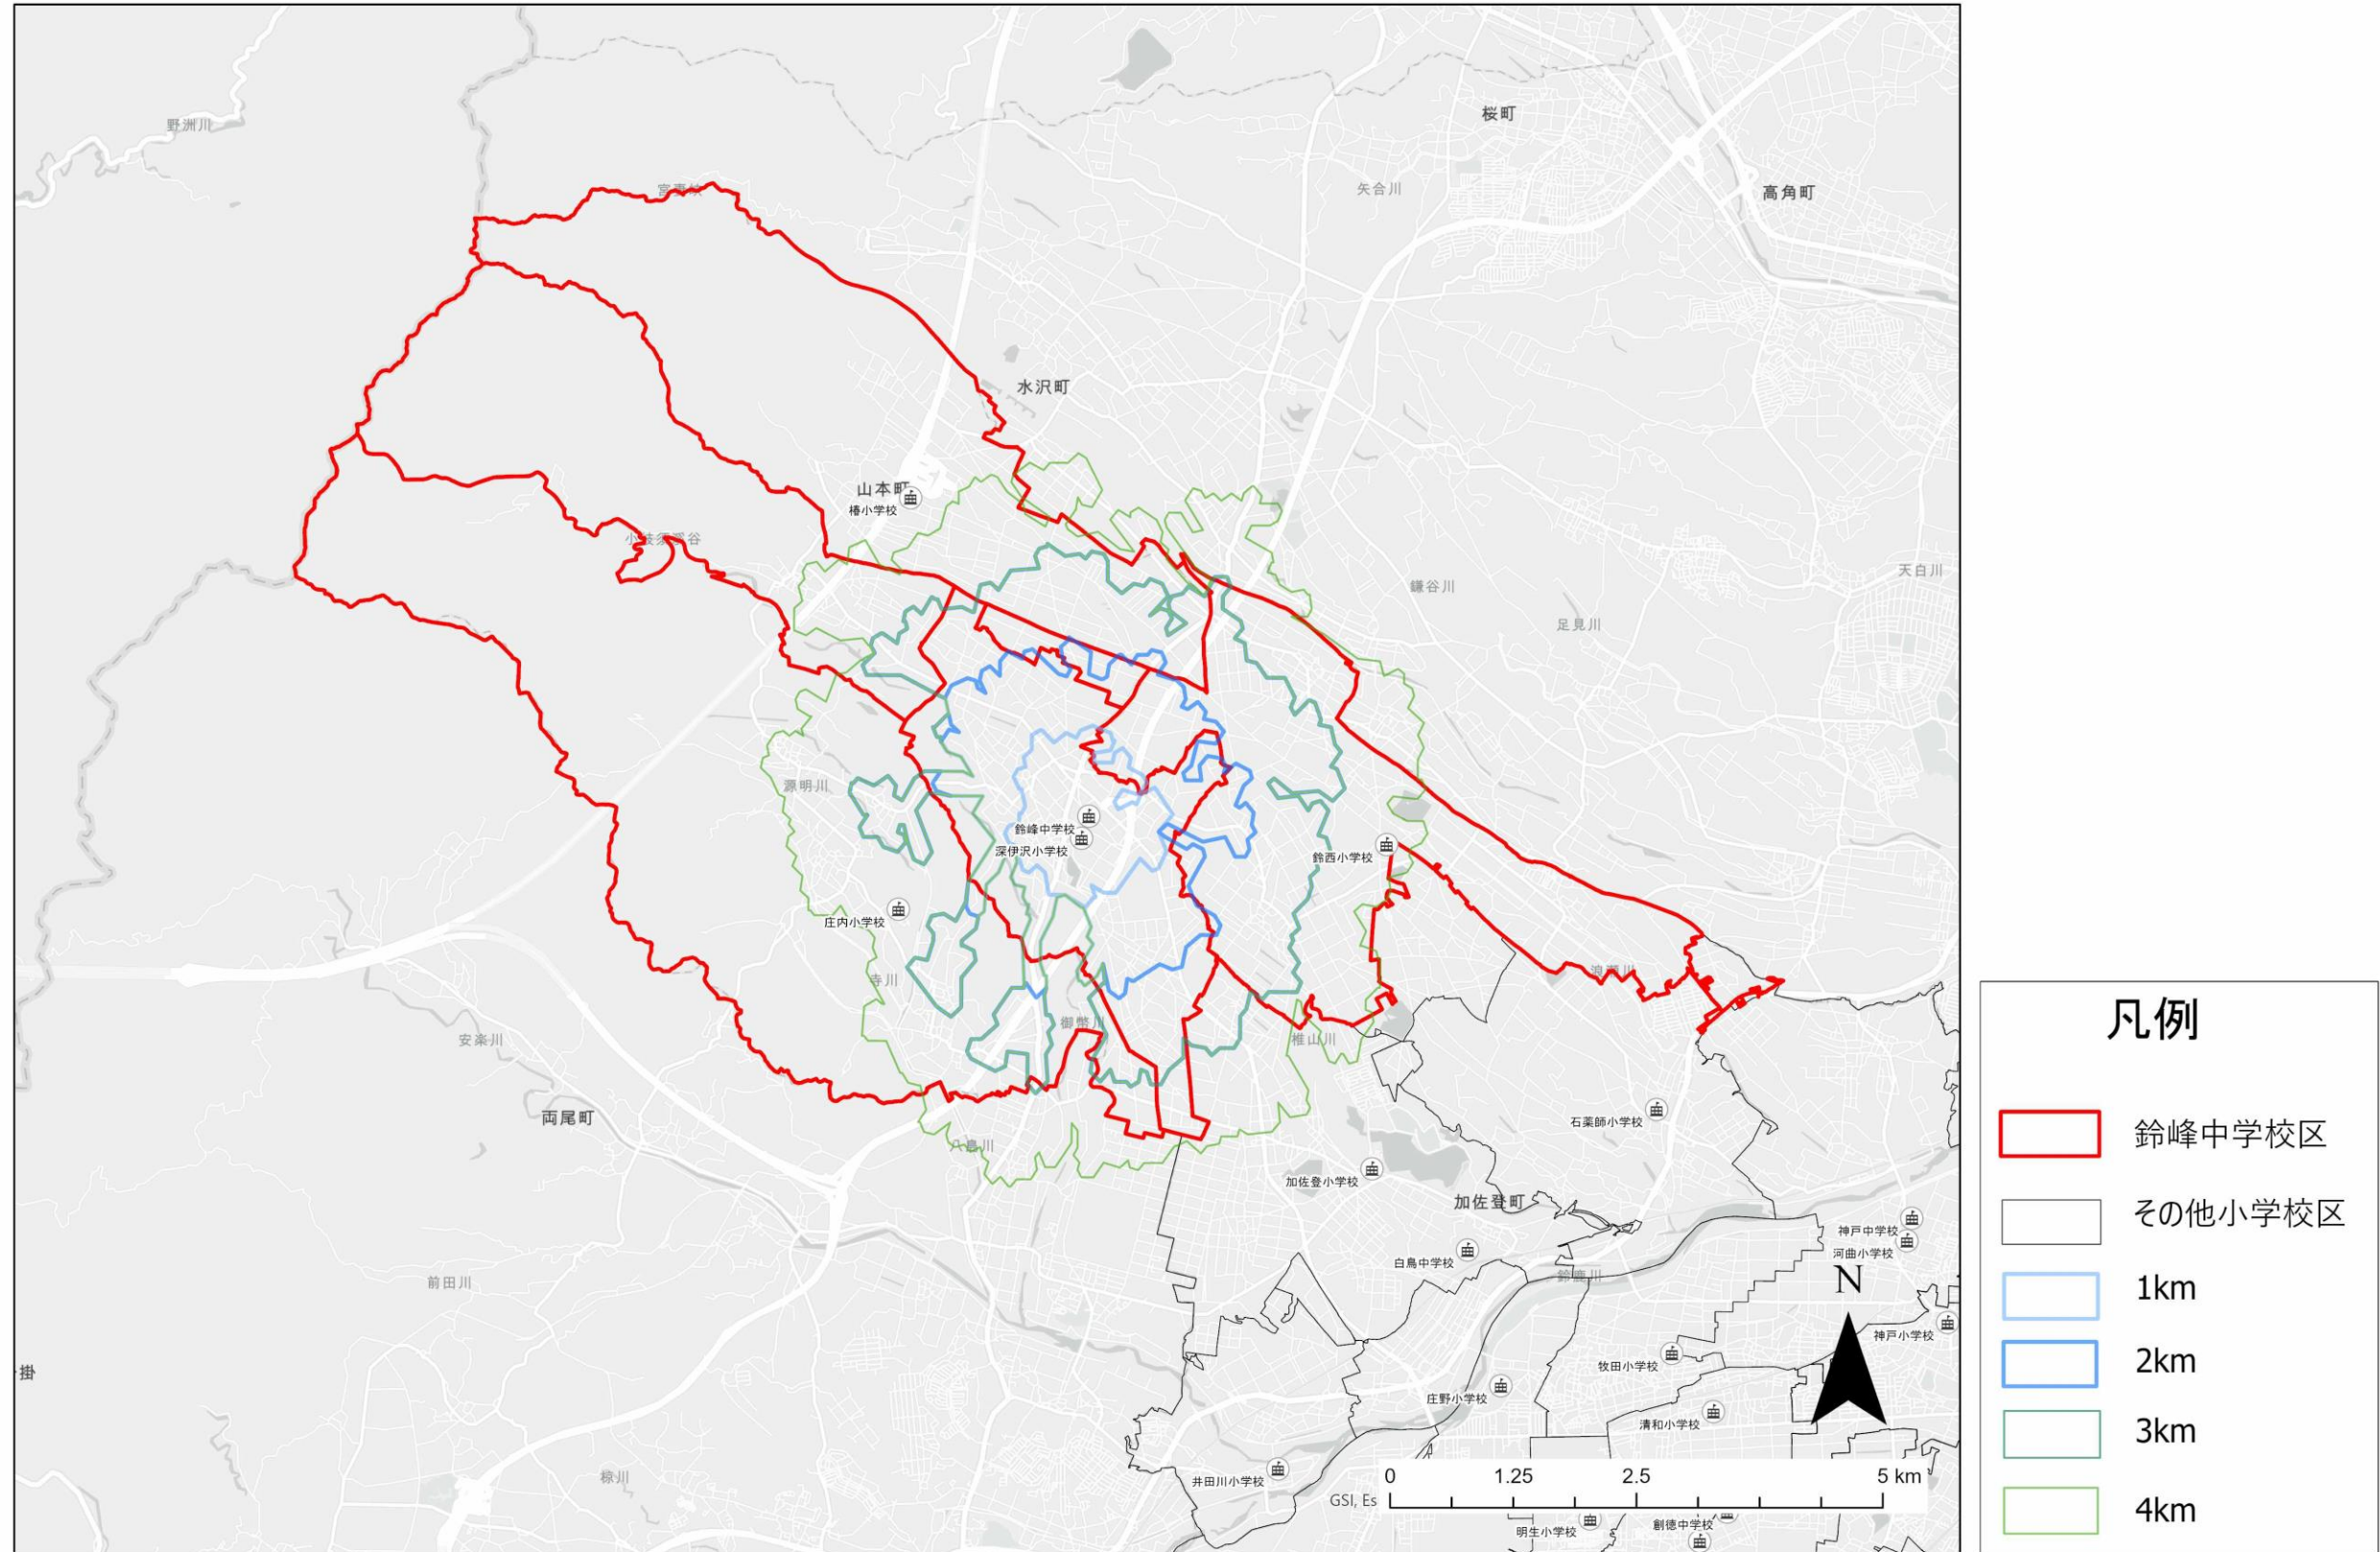 桜町
野洲川
高角町
矢合川
水沢町
山本町
椿小学校
小岐須渓谷
天白川
鎌谷川
足見川
源明川
鈴峰中学校
深伊沢小学校
鈴西小学校
庄内小学校
寺川
浪瀬川
御幣川
椎山川
安楽川
両尾町
石薬師小学校
八島川
加佐登小学校
加佐登町
神戸中学校
河曲小学校
白鳥中学校
鈴鹿川
前田川
N
神戸小学校
牧田小学校
掛
庄野小学校
清和小学校
椋川
井田川小学校
0 1.25 2.5 5 km
GSI, Es
明生小学校
創徳中学校
凡例
鈴峰中学校区
その他小学校区
1km
2km
3km
4km